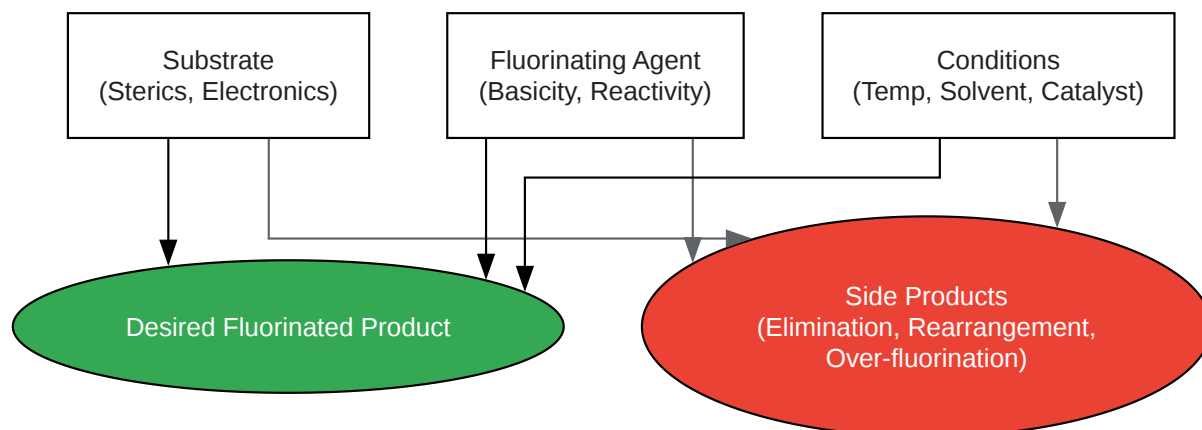 Substrate
(Sterics, Electronics)
Fluorinating Agent
(Basicity, Reactivity)
Conditions
(Temp, Solvent, Catalyst)
Desired Fluorinated Product
Side Products
(Elimination, Rearrangement,
Over-fluorination)